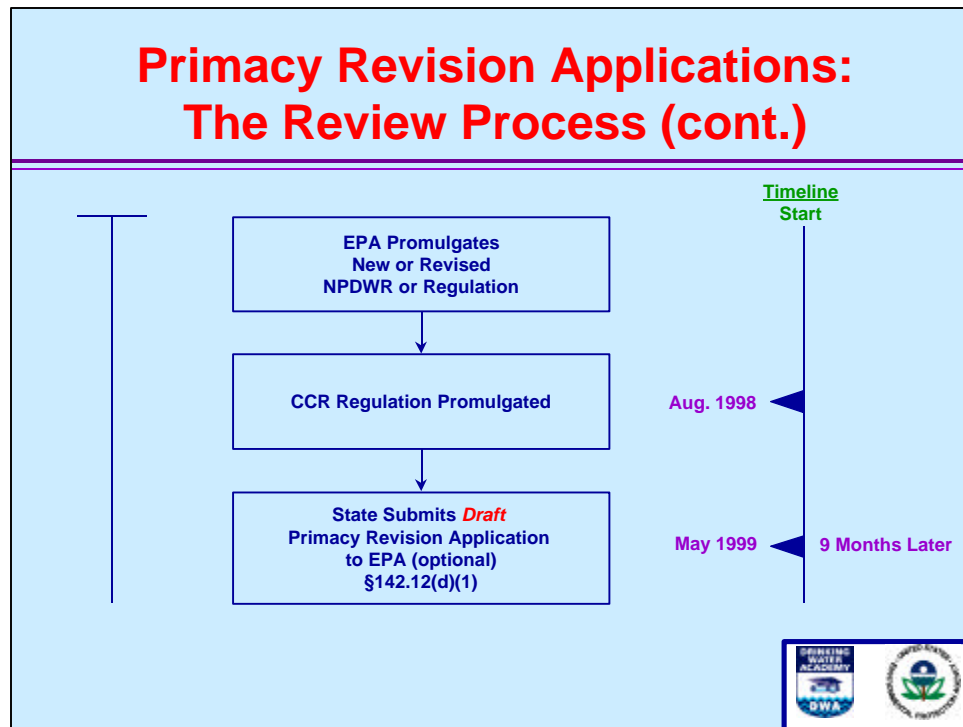 Primacy Revision Applications:
The Review Process (cont.)
Timeline
Start
EPA Promulgates
New or Revised
NPDWR or Regulation
CCR Regulation Promulgated
Aug. 1998
State Submits Draft
Primacy Revision Application
to EPA (optional)
§142.12(d)(1)
May 1999
9 Months Later
DRINKING
WATER
ACADEMY
DWA
UNITED STATES